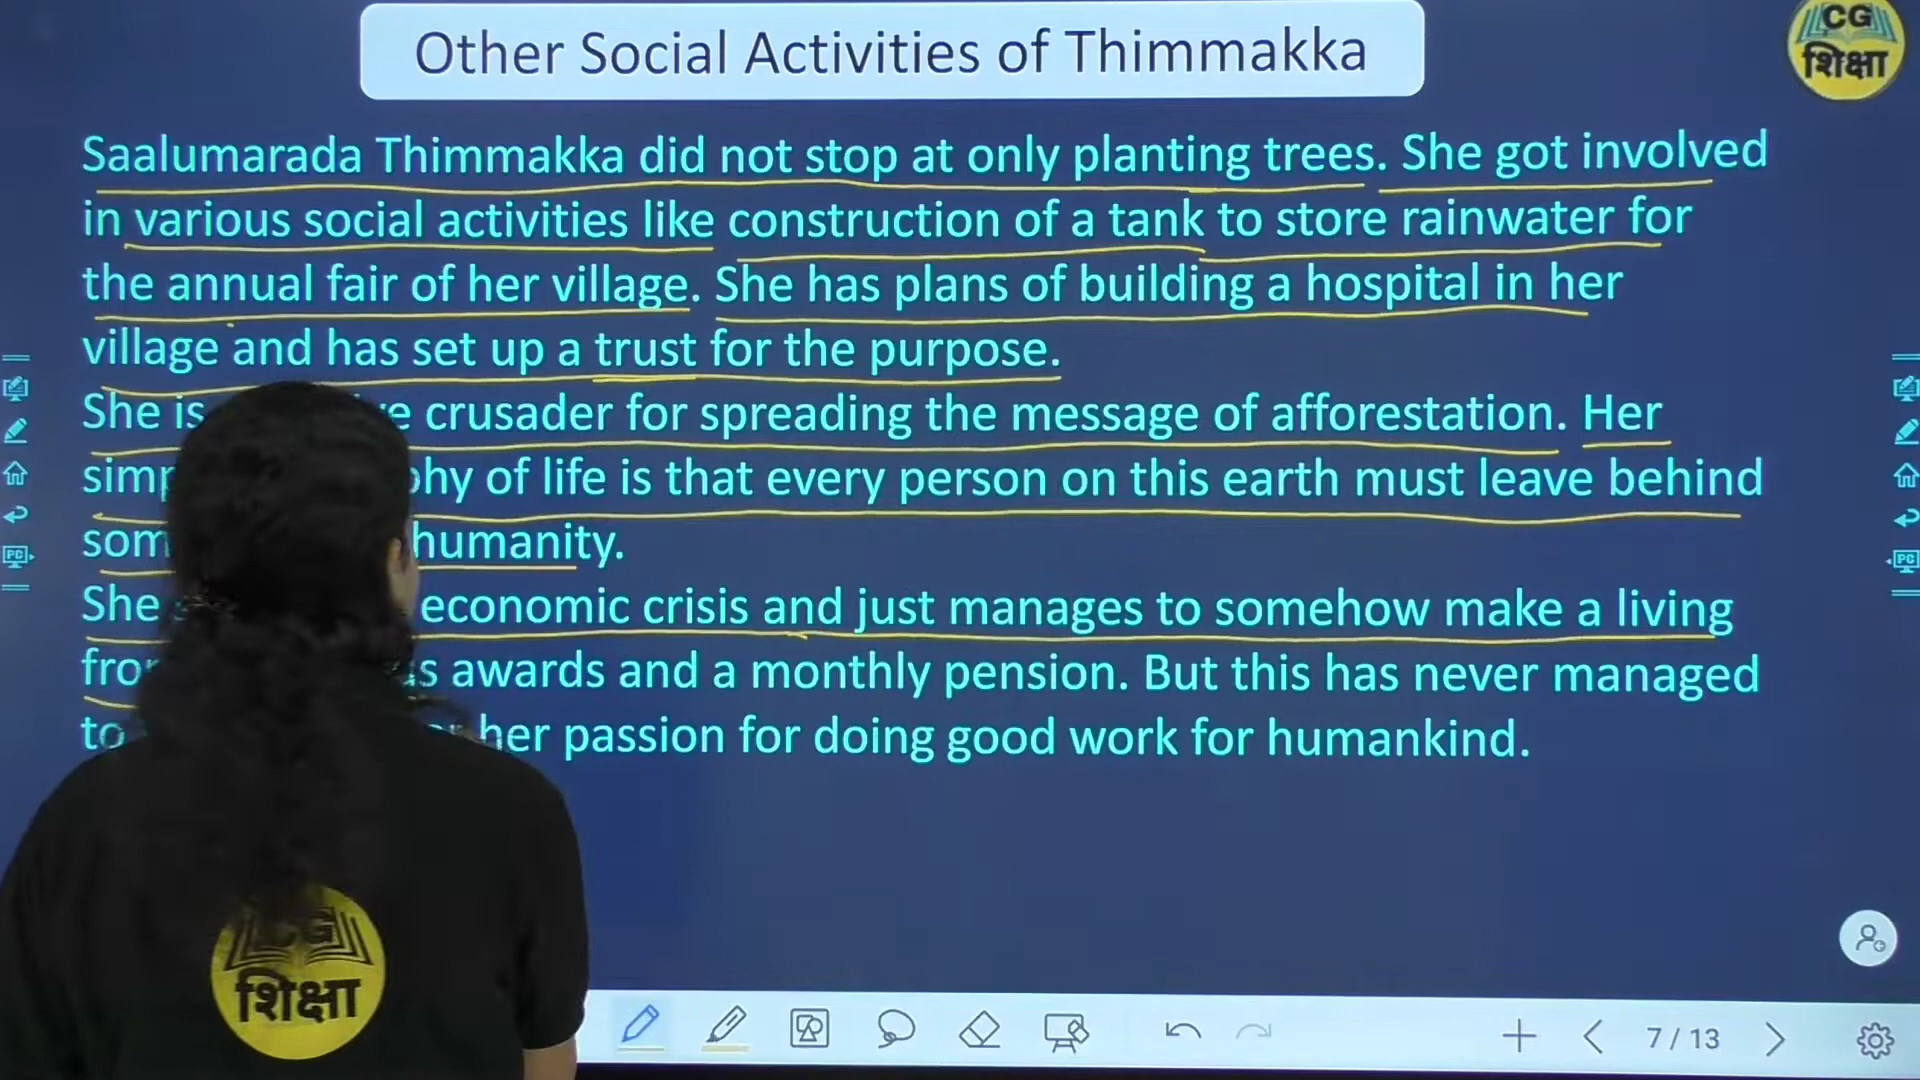 Other Social Activities of Thimmakka
CG
शिक्षा
Saalumarada Thimmakka did not stop at only planting trees. She got involved
in various social activities like construction of a tank to store rainwater for
the annual fair of her village. She has plans of building a hospital in her
village and has set up a trust for the purpose.
She is crusader for spreading the message of afforestation. Her
of life is that every person on this earth must leave behind
humanity.
She economic crisis and just manages to somehow make a living
awards and a monthly pension. But this has never managed
to her passion for doing good work for humankind.
PC
PC
CG
शिक्षा
7 / 13